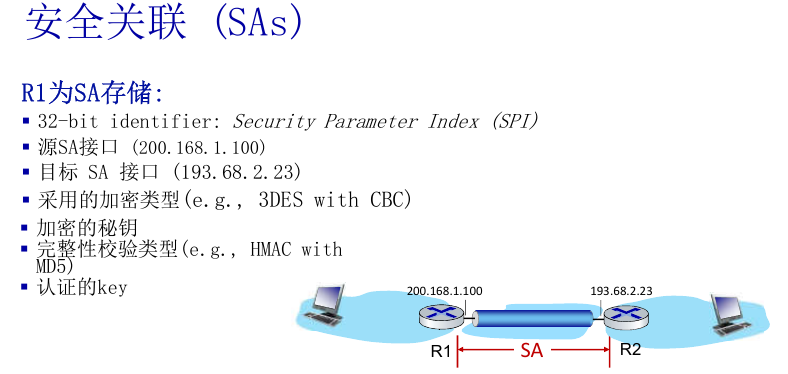 安全关联 (SAs)
R1为SA存储:
▪ 32-bit identifier: Security Parameter Index (SPI)
▪ 源SA接口 (200.168.1.100)
▪ 目标 SA 接口 (193.68.2.23)
▪ 采用的加密类型(e.g., 3DES with CBC)
▪ 加密的秘钥
▪ 完整性校验类型(e.g., HMAC with
MD5)
▪ 认证的key
200.168.1.100
193.68.2.23
R1
SA
R2